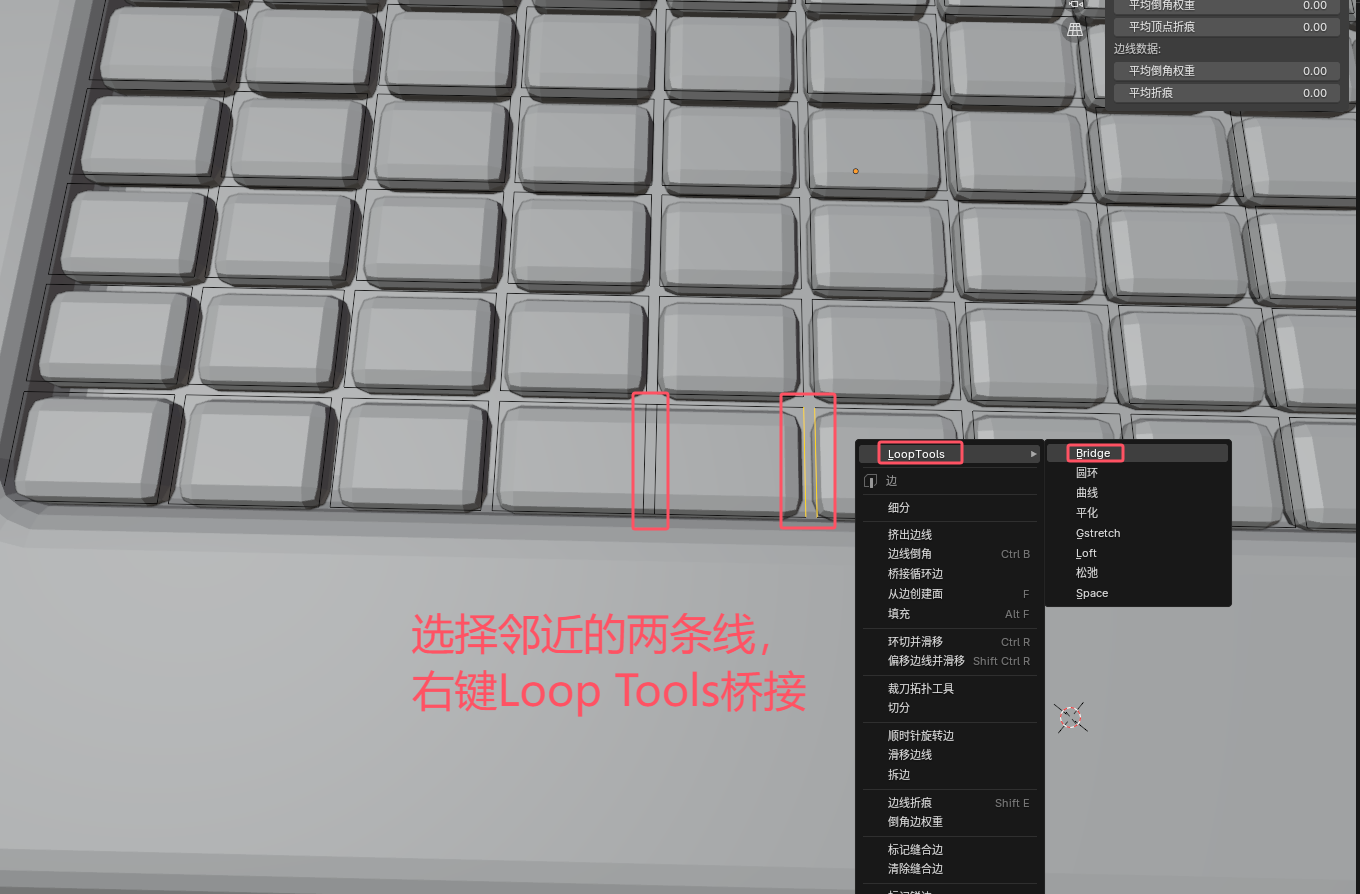 平均倒角权重 0.00
平均顶点折痕 0.00
边线数据:
平均倒角权重 0.00
平均折痕 0.00
LoopTools
边
细分
挤出边线
边线倒角 Ctrl B
桥接循环边
从边创建面 F
填充 Alt F
环切并滑移 Ctrl R
偏移边线并滑移 Shift Ctrl R
裁刀拓扑工具
切分
顺时针旋转边
滑移边线
拆边
边线折痕 Shift E
倒角边权重
标记缝合边
清除缝合边
Bridge
圆环
曲线
平化
Gstretch
Loft
松弛
Space
选择邻近的两条线，
右键Loop Tools桥接